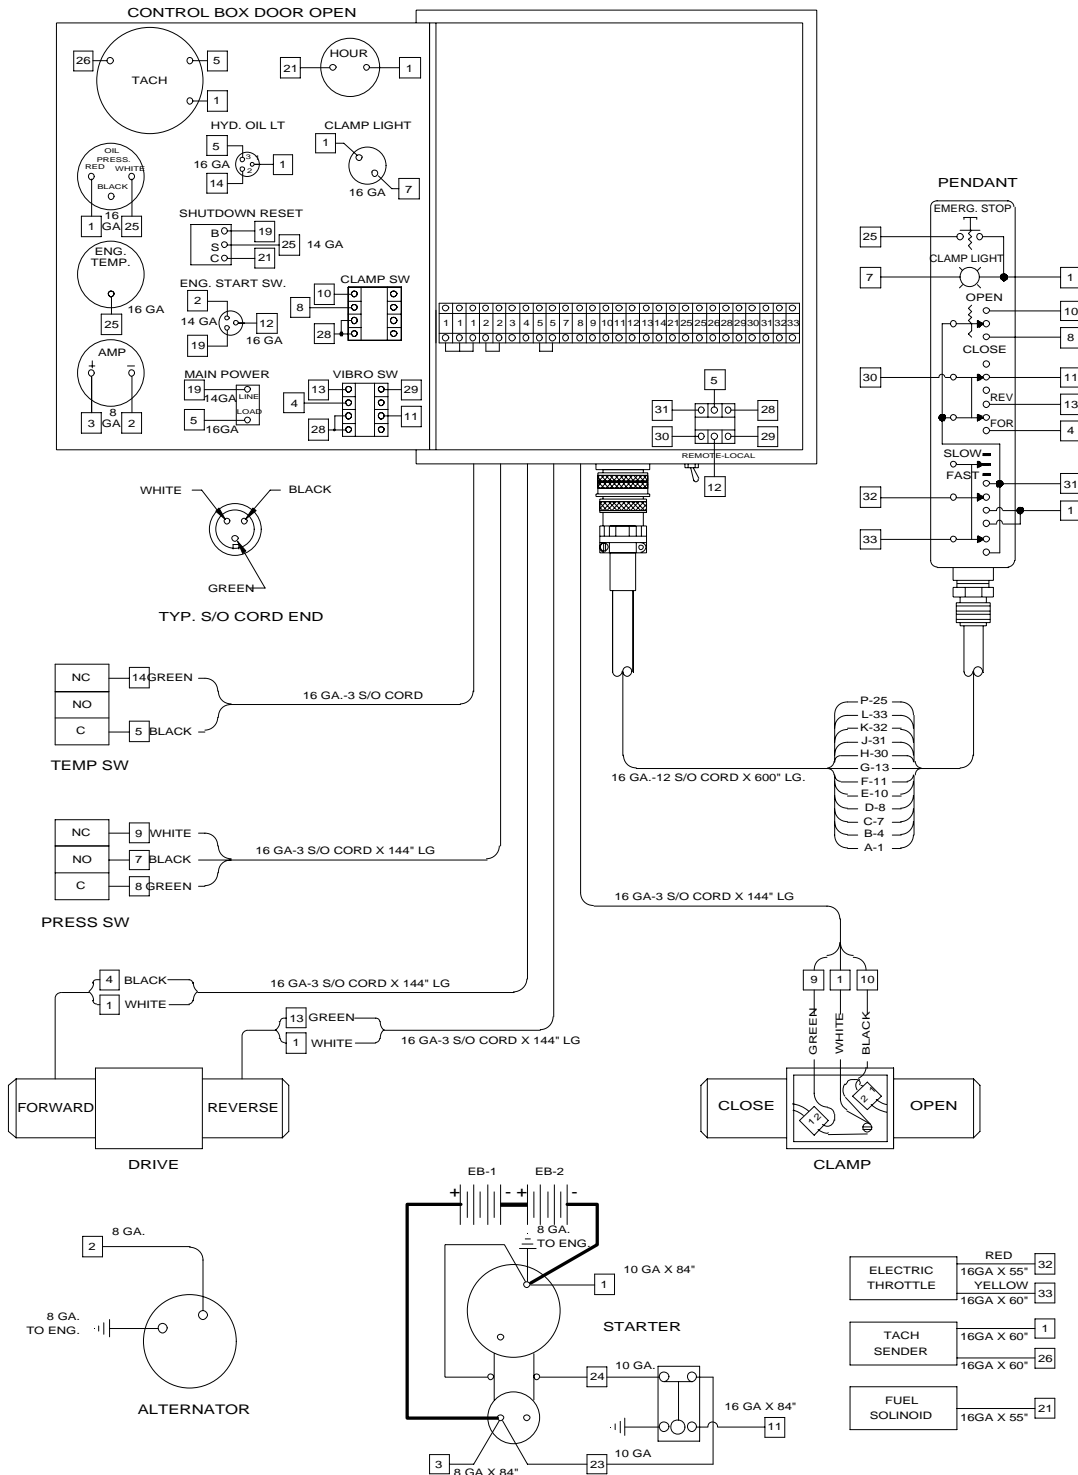 CONTROL BOX DOOR OPEN
26
5
TACH
1
HOUR
21
1
HYD. OIL LT
5
3
1
16 GA
2
1
14
CLAMP LIGHT
1
16 GA
7
OIL
PRESS.
RED WHITE
BLACK
16
GA
1
25
SHUTDOWN RESET
B
19
S
25
14 GA
C
21
ENG.
TEMP.
16 GA
25
ENG. START SW.
2
14 GA
12
16 GA
19
CLAMP SW
10
8
28
AMP
+ −
8
GA
3
2
MAIN POWER
19
14GA
LINE
LOAD
5
16GA
VIBRO SW
13
29
4
11
28
1 1 1 2 2 3 4 5 5 7 8 9 10 11 12 13 14 21 25 25 26 28 29 30 31 32 33
5
31
28
30
29
REMOTE-LOCAL
12
PENDANT
EMERG. STOP
25
CLAMP LIGHT
7
1
OPEN
10
8
CLOSE
30
11
REV
13
FOR
4
SLOW
FAST
31
32
1
33
WHITE
BLACK
GREEN
TYP. S/O CORD END
NC
14 GREEN
NO
C
5 BLACK
16 GA.-3 S/O CORD
TEMP SW
P-25
L-33
K-32
J-31
H-30
G-13
F-11
E-10
D-8
C-7
B-4
A-1
16 GA.-12 S/O CORD X 600" LG.
NC
9 WHITE
NO
7 BLACK
C
8 GREEN
16 GA-3 S/O CORD X 144" LG
PRESS SW
16 GA-3 S/O CORD X 144" LG
9
1
10
GREEN
WHITE
BLACK
4 BLACK
1 WHITE
16 GA-3 S/O CORD X 144" LG
13 GREEN
1 WHITE
16 GA-3 S/O CORD X 144" LG
FORWARD
REVERSE
DRIVE
CLOSE
1 2
2 1
OPEN
CLAMP
2
8 GA.
8 GA.
TO ENG.
ALTERNATOR
EB-1
EB-2
+ - + -
8 GA.
TO ENG.
10 GA X 84"
1
STARTER
24
10 GA.
16 GA X 84"
11
3
8 GA X 84"
23
10 GA
ELECTRIC
THROTTLE
RED
32
16GA X 55"
YELLOW
33
16GA X 60"
TACH
SENDER
1
16GA X 60"
26
16GA X 60"
FUEL
SOLINOID
21
16GA X 55"